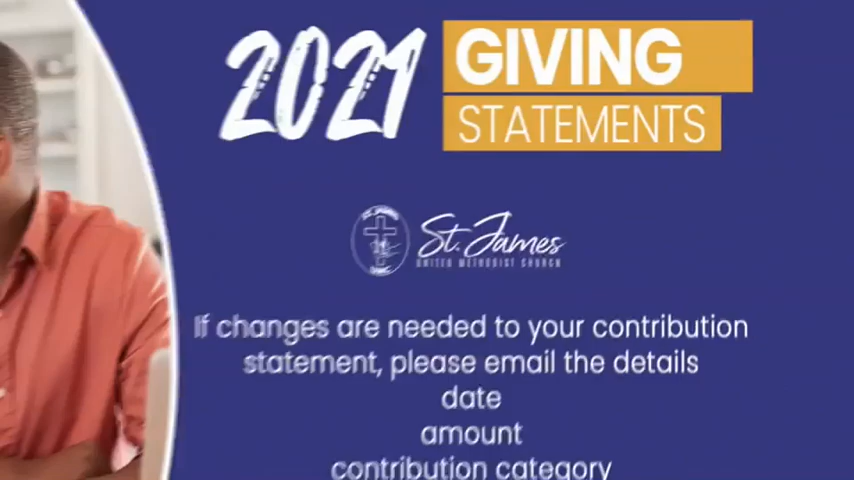 2021 GIVING
STATEMENTS
St. James
UNITED METHODIST CHURCH
If changes are needed to your contribution
statement, please email the details
date
amount
contribution category